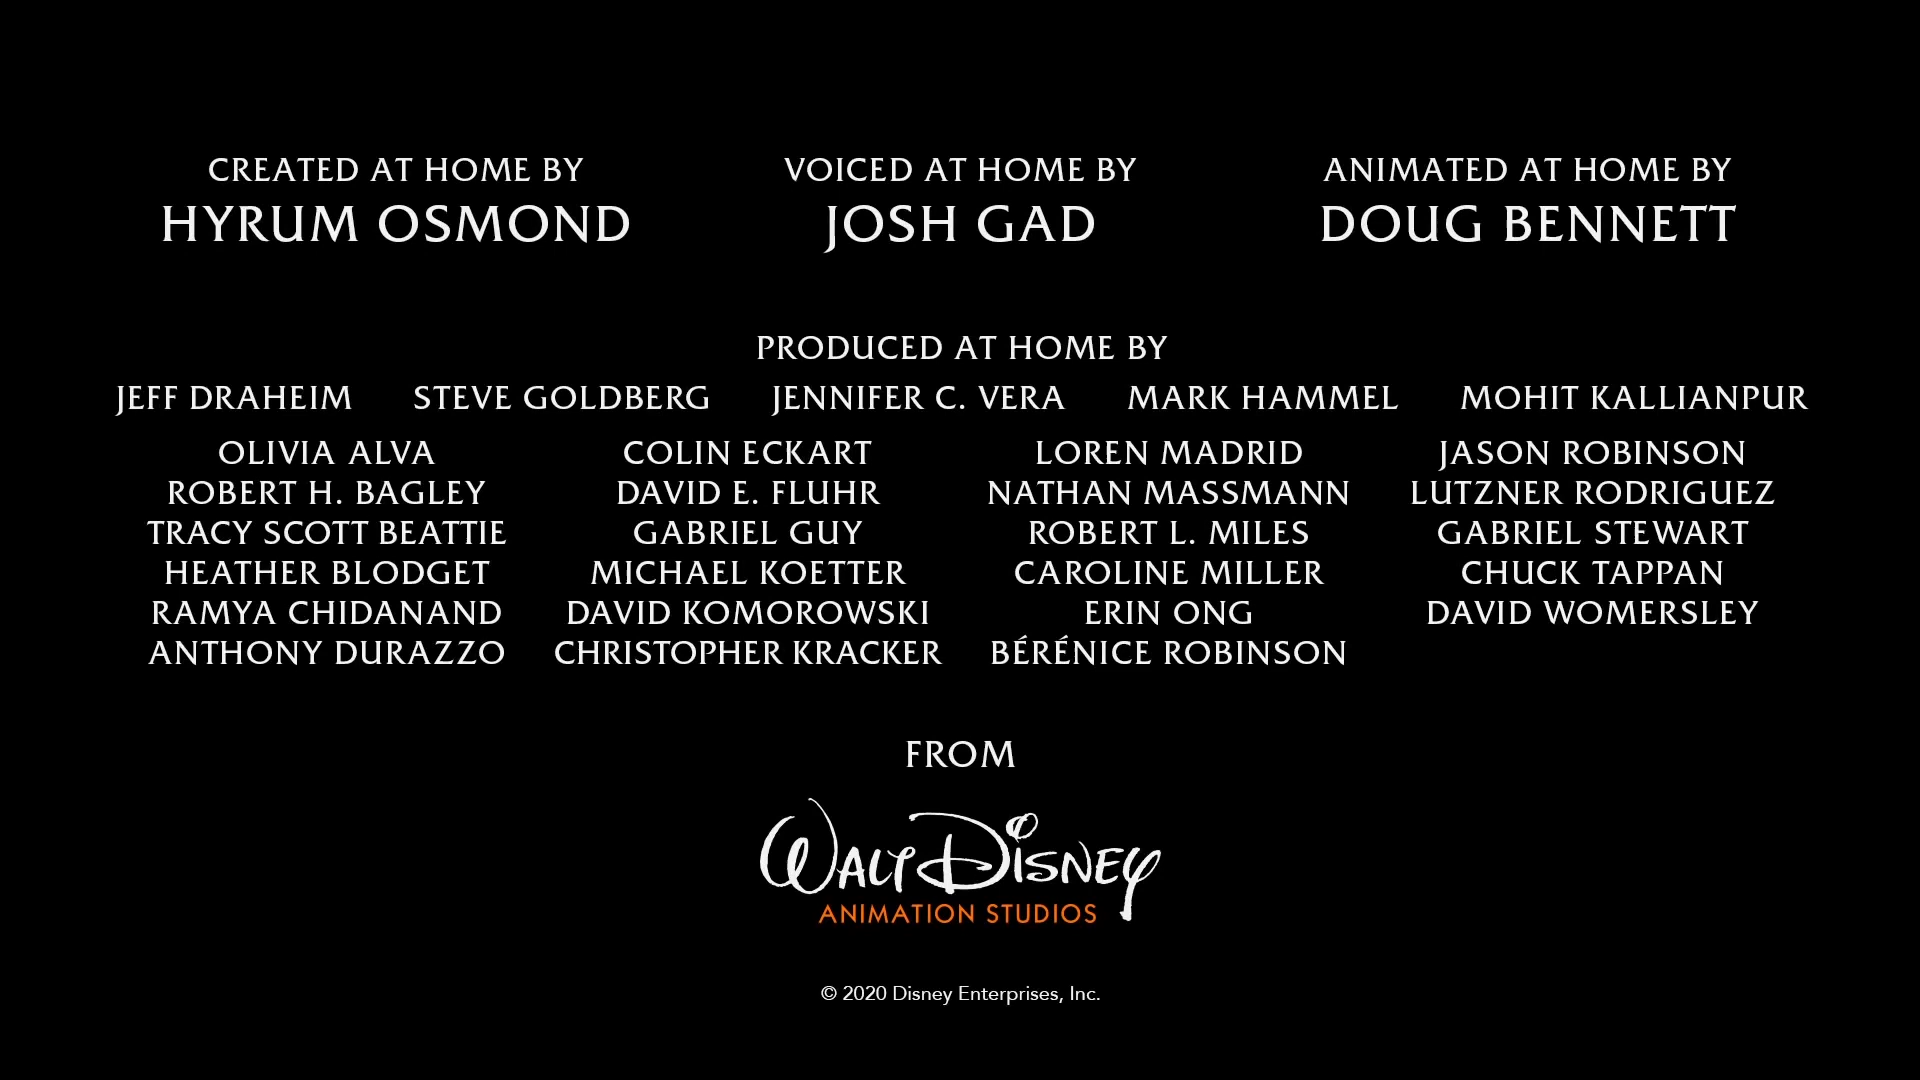 CREATED AT HOME BY
HYRUM OSMOND
VOICED AT HOME BY
JOSH GAD
ANIMATED AT HOME BY
DOUG BENNETT
PRODUCED AT HOME BY
JEFF DRAHEIM STEVE GOLDBERG JENNIFER C. VERA MARK HAMMEL MOHIT KALLIANPUR
OLIVIA ALVA
ROBERT H. BAGLEY
TRACY SCOTT BEATTIE
HEATHER BLODGET
RAMYA CHIDANAND
ANTHONY DURAZZO
COLIN ECKART
DAVID E. FLUHR
GABRIEL GUY
MICHAEL KOETTER
DAVID KOMOROWSKI
CHRISTOPHER KRACKER
LOREN MADRID
NATHAN MASSMANN
ROBERT L. MILES
CAROLINE MILLER
ERIN ONG
BÉRÉNICE ROBINSON
JASON ROBINSON
LUTZNER RODRIGUEZ
GABRIEL STEWART
CHUCK TAPPAN
DAVID WOMERSLEY
FROM
WALT DISNEY
ANIMATION STUDIOS
© 2020 Disney Enterprises, Inc.